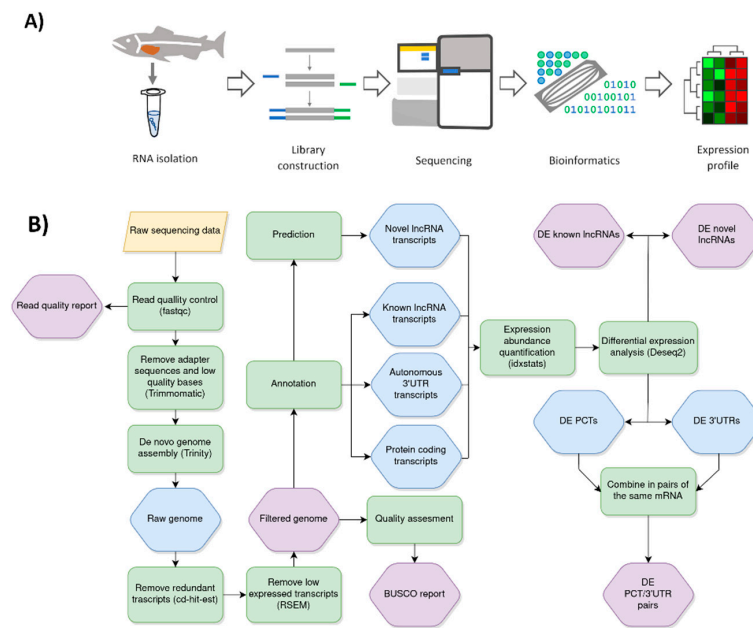 A)
RNA isolation
Library
construction
Sequencing
01010
00100101
01010101011
Bioinformatics
Expression
profile
B)
Raw sequencing data
Read quality report
Read quallity control
(fastqc)
Remove adapter
sequences and low
quality bases
(Trimmomatic)
De novo genome
assembly (Trinity)
Raw genome
Remove redundant
trascripts (cd-hit-est)
Remove low
expressed transcripts
(RSEM)
Filtered genome
Quality assesment
BUSCO report
Annotation
Prediction
Novel lncRNA
transcripts
Known lncRNA
transcripts
Autonomous
3'UTR
transcripts
Protein coding
transcripts
Expression
abundance
quantification
(idxstats)
Differential expression
analysis (Deseq2)
DE known lncRNAs
DE novel
lncRNAs
DE PCTs
DE 3'UTRs
Combine in pairs of
the same mRNA
DE
PCT/3'UTR
pairs